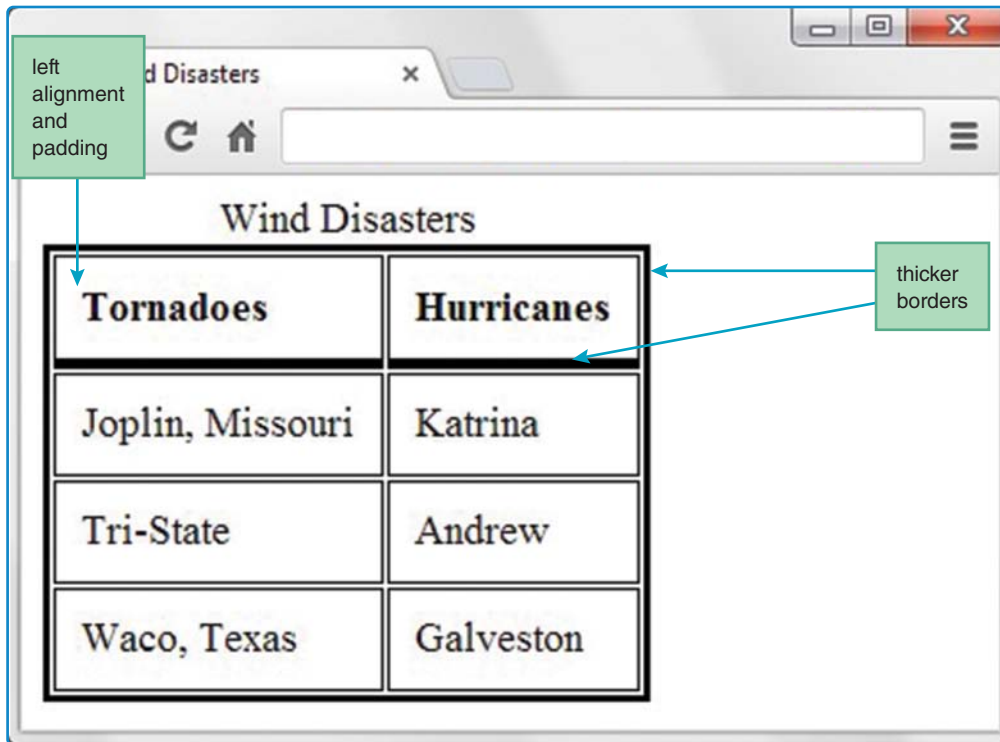 left
alignment
and
padding
d Disasters
Wind Disasters
thicker
borders
Tornadoes Hurricanes
Joplin, Missouri Katrina
Tri-State Andrew
Waco, Texas Galveston